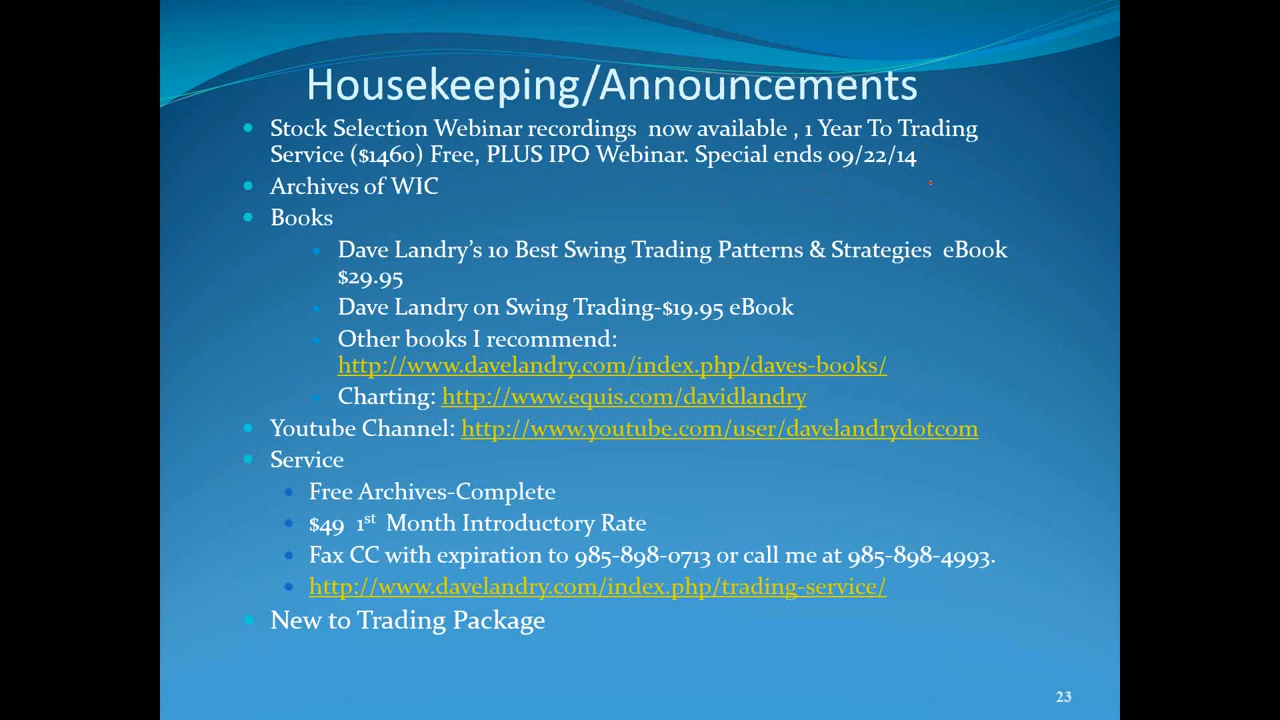 Housekeeping/Announcements
Stock Selection Webinar recordings now available , 1 Year To Trading
Service ($1460) Free, PLUS IPO Webinar. Special ends 09/22/14
Archives of WIC
Books
Dave Landry’s 10 Best Swing Trading Patterns & Strategies eBook
$29.95
Dave Landry on Swing Trading-$19.95 eBook
Other books I recommend:
http://www.davelandry.com/index.php/daves-books/
Charting: http://www.equis.com/davidlandry
Youtube Channel: http://www.youtube.com/user/davelandrydotcom
Service
Free Archives-Complete
$49 1st Month Introductory Rate
Fax CC with expiration to 985-898-0713 or call me at 985-898-4993.
http://www.davelandry.com/index.php/trading-service/
New to Trading Package
23